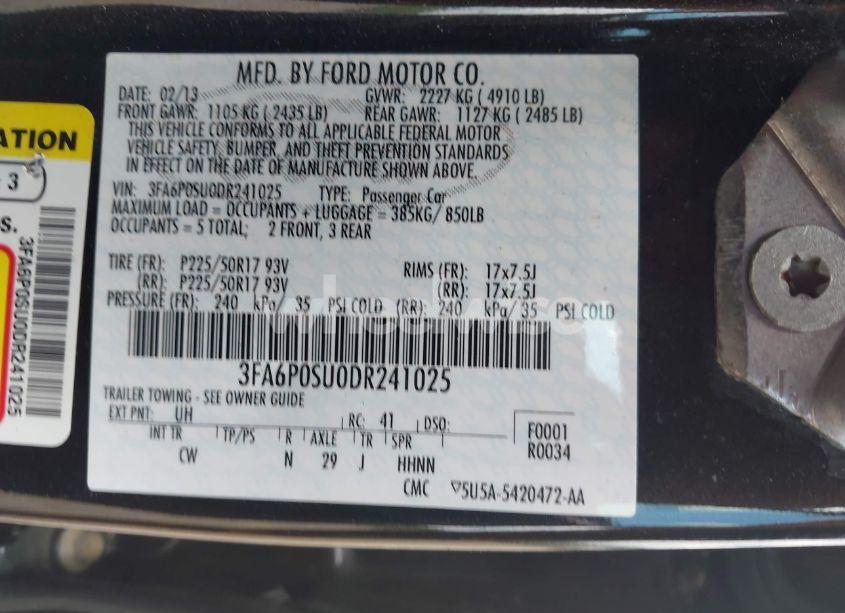 MFD. BY FORD MOTOR CO.
DATE: 02/13 GVWR: 2227 KG ( 4910 LB)
FRONT GAWR: 1105 KG ( 2435 LB) REAR GAWR: 1127 KG ( 2485 LB)
THIS VEHICLE CONFORMS TO ALL APPLICABLE FEDERAL MOTOR
VEHICLE SAFETY, BUMPER, AND THEFT PREVENTION STANDARDS
IN EFFECT ON THE DATE OF MANUFACTURE SHOWN ABOVE.
VIN: 3FA6P0SU0DR241025 TYPE: Passenger Car
MAXIMUM LOAD = OCCUPANTS + LUGGAGE = 385KG/ 850LB
OCCUPANTS = 5 TOTAL; 2 FRONT, 3 REAR
TIRE (FR): P225/50R17 93V RIMS (FR): 17x7.5J
(RR): P225/50R17 93V (RR): 17x7.5J
PRESSURE (FR): 240 kPa/ 35 PSI COLD (RR): 240 kPa/ 35 PSI COLD
3FA6P0SU0DR241025
TRAILER TOWING - SEE OWNER GUIDE
EXT PNT: UH RC: 41 DSO:
INT TR TP/PS R AXLE TR SPR
CW N 29 J HHNN
F0001
R0034
CMC ▽5U5A-5420472-AA
ATION
3
S.
3FA6P0SU0DR241025